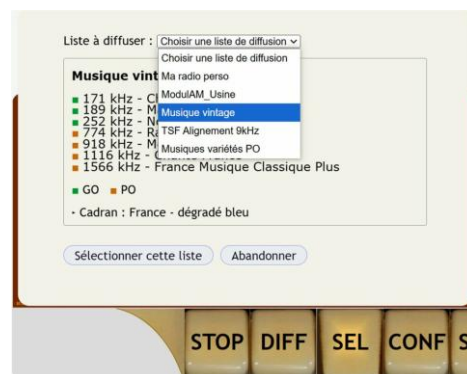 Liste à diffuser : Choisir une liste de diffusion
Choisir une liste de diffusion
Ma radio perso
ModulAM_Usine
Musique vintage
TSF Alignement 9kHz
Musiques variétés PO
Musique vint
171 kHz - C
189 kHz - M
252 kHz - N
774 kHz - R
918 kHz - M
1116 kHz - Chante France
1566 kHz - France Musique Classique Plus
GO PO
- Cadran : France - dégradé bleu
Sélectionner cette liste Abandonner
STOP DIFF SEL CONF S